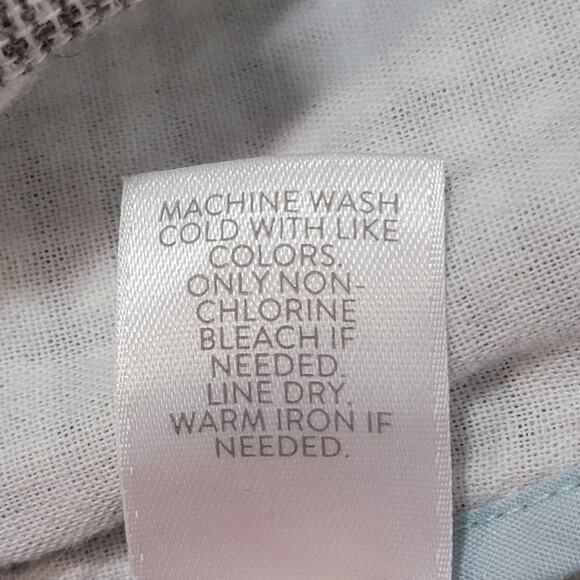 MACHINE WASH
COLD WITH LIKE
COLORS.
ONLY NON-
CHLORINE
BLEACH IF
NEEDED.
LINE DRY.
WARM IRON IF
NEEDED.